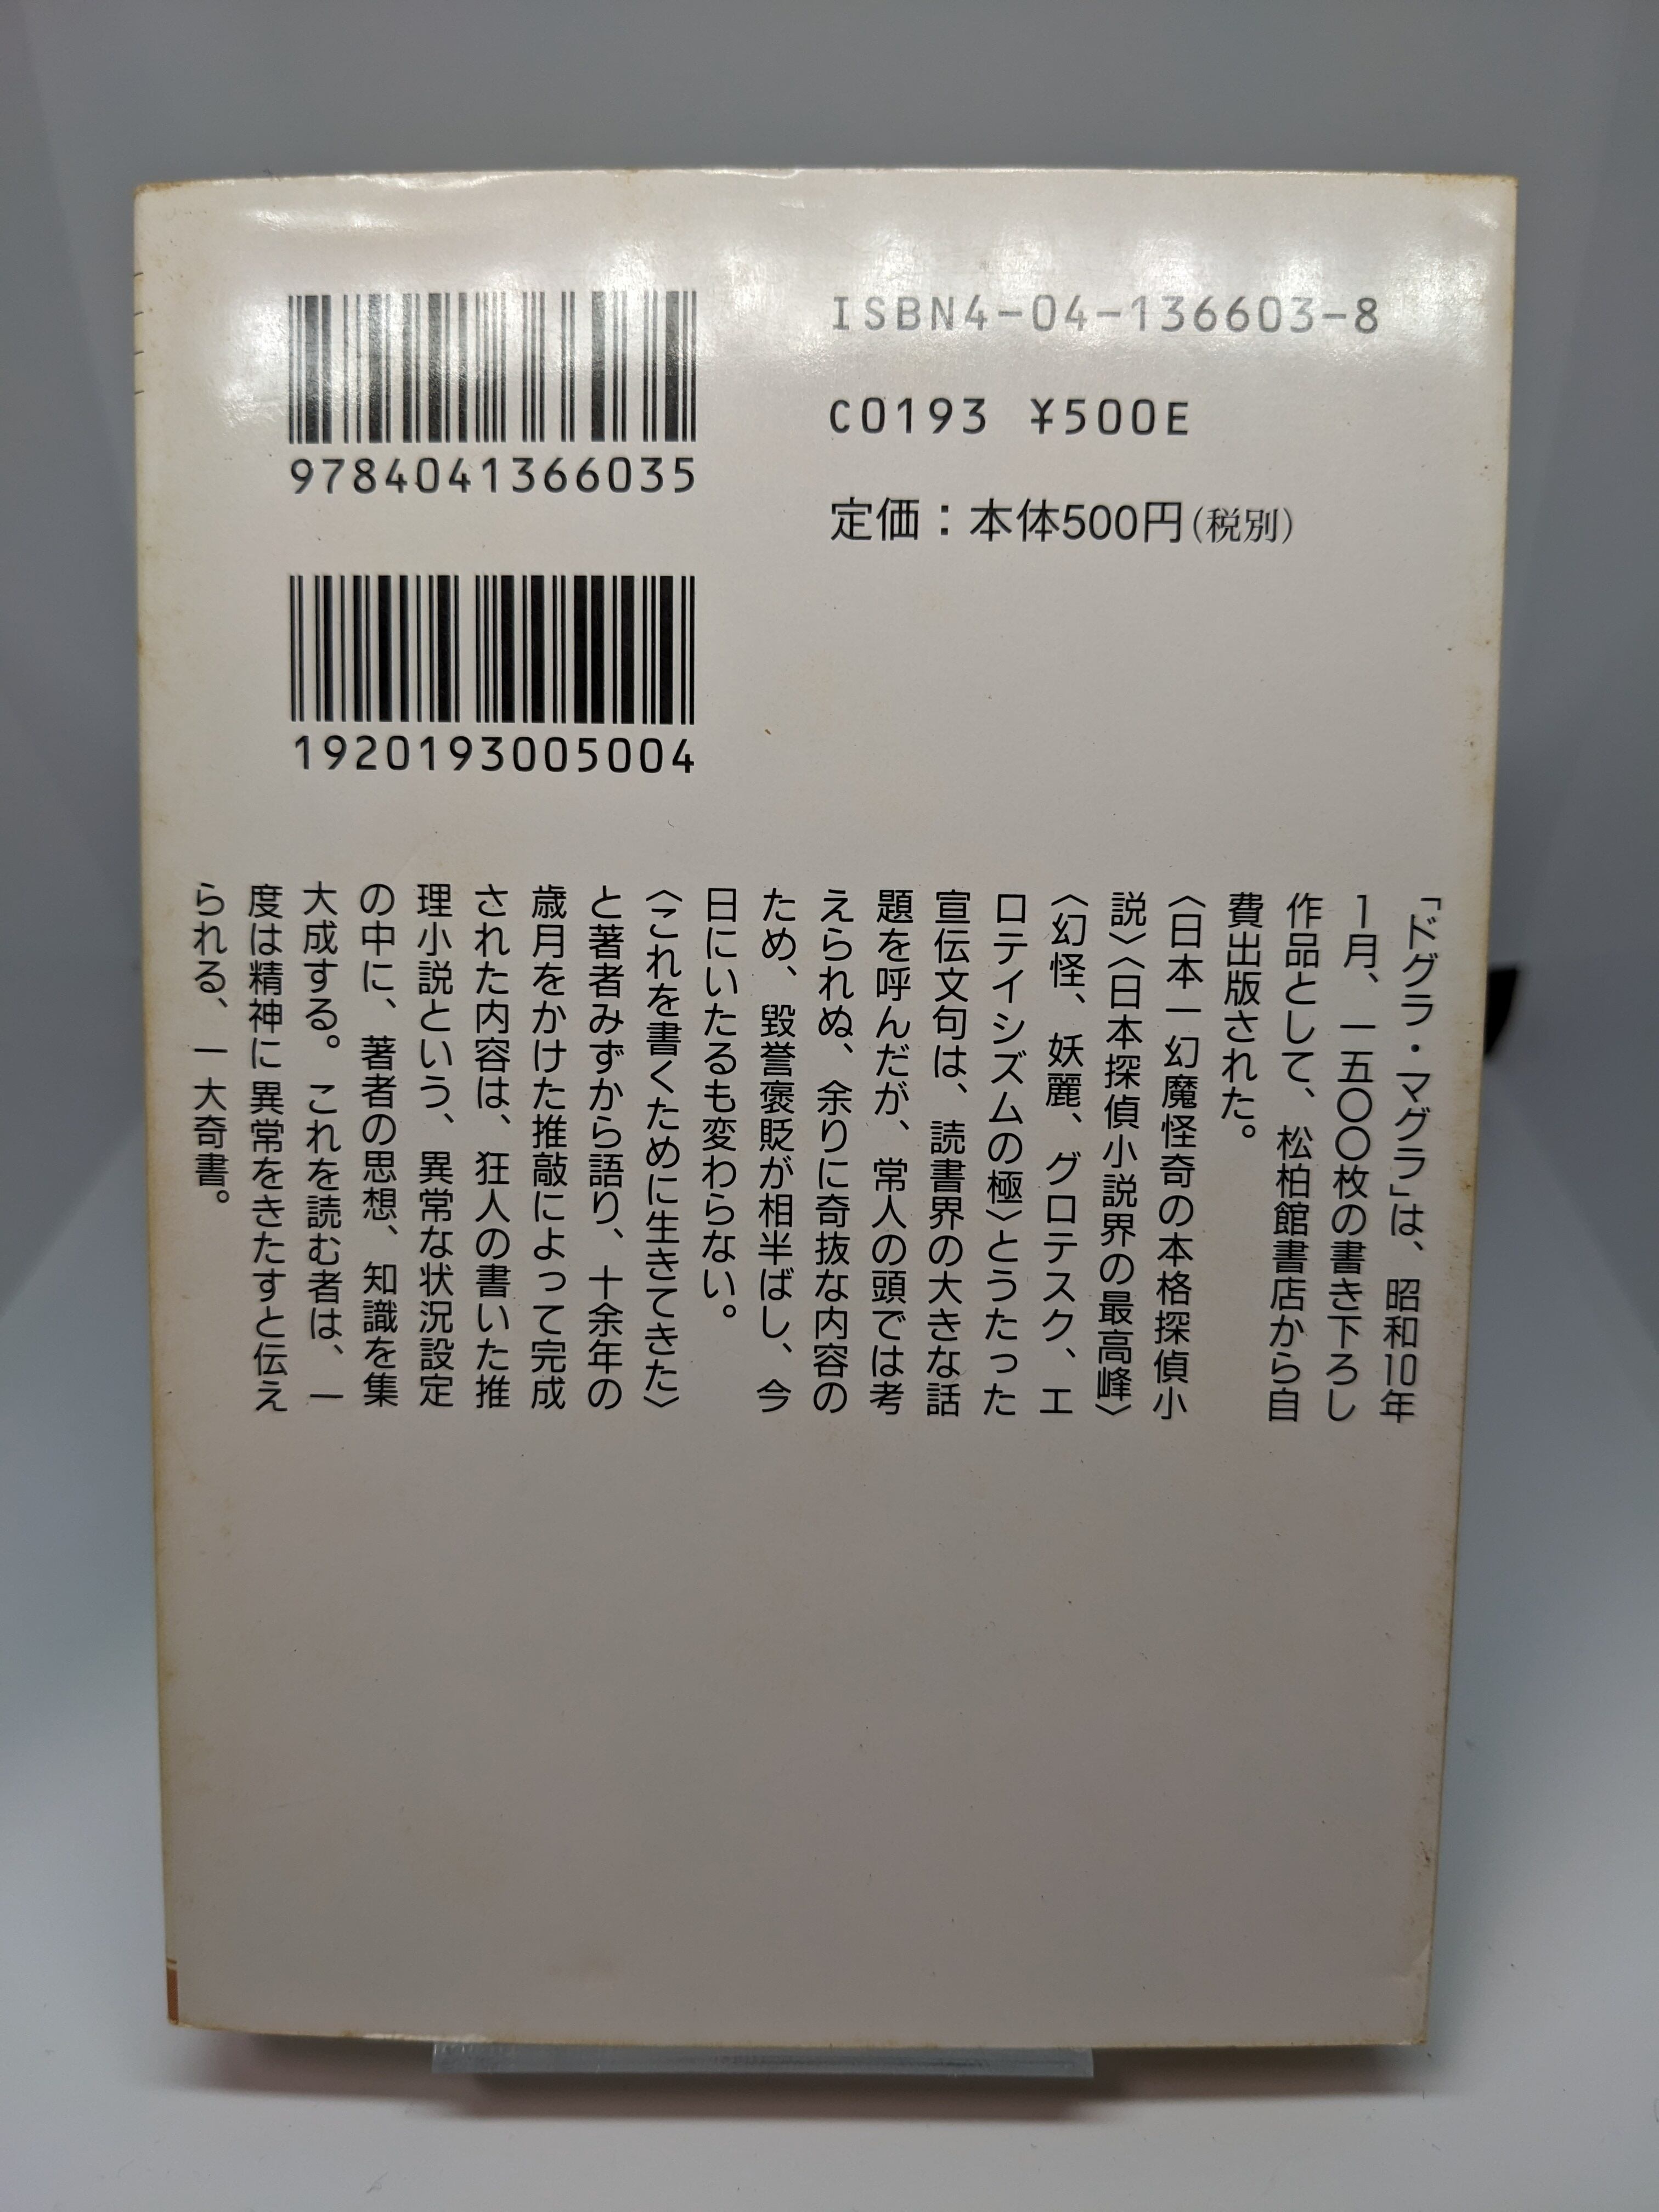 9784041366035
1920193005004
ISBN4-04-136603-8
C0193 ¥500E
定価：本体500円(税別)
「ドグラ・マグラ」は、昭和10年
1月、一五〇〇枚の書き下ろし
作品として、松柏館書店から自
費出版された。
〈日本一幻魔怪奇の本格探偵小
説〉〈日本探偵小説界の最高峰〉
〈幻怪、妖麗、グロテスク、エ
ロテイシズムの極〉とうたった
宣伝文句は、読書界の大きな話
題を呼んだが、常人の頭では考
えられぬ、余りに奇抜な内容の
ため、毀誉褒貶が相半ばし、今
日にいたるも変わらない。
〈これを書くために生きてきた〉
と著者みずから語り、十余年の
歳月をかけた推敲によって完成
された内容は、狂人の書いた推
理小説という、異常な状況設定
の中に、著者の思想、知識を集
大成する。これを読む者は、一
度は精神に異常をきたすと伝え
られる、一大奇書。